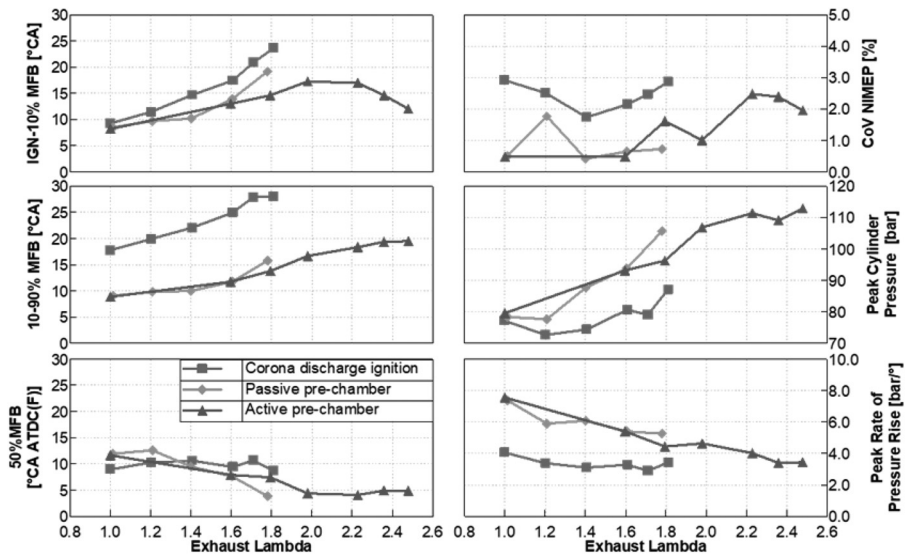 30
25
20
15
10
5
0
IGN-10% MFB [°CA]
5.0
4.0
3.0
2.0
1.0
0.0
CoV NIMEP [%]
30
25
20
15
10
5
0
10-90% MFB [°CA]
120
110
100
90
80
70
Peak Cylinder
Pressure [bar]
30
25
20
15
10
5
0
50%MFB
[°CA ATDC(F)]
Corona discharge ignition
Passive pre-chamber
Active pre-chamber
10.0
8.0
6.0
4.0
2.0
0.0
Peak Rate of
Pressure Rise [bar/°]
0.8 1.0 1.2 1.4 1.6 1.8 2.0 2.2 2.4 2.6
Exhaust Lambda
0.8 1.0 1.2 1.4 1.6 1.8 2.0 2.2 2.4 2.6
Exhaust Lambda